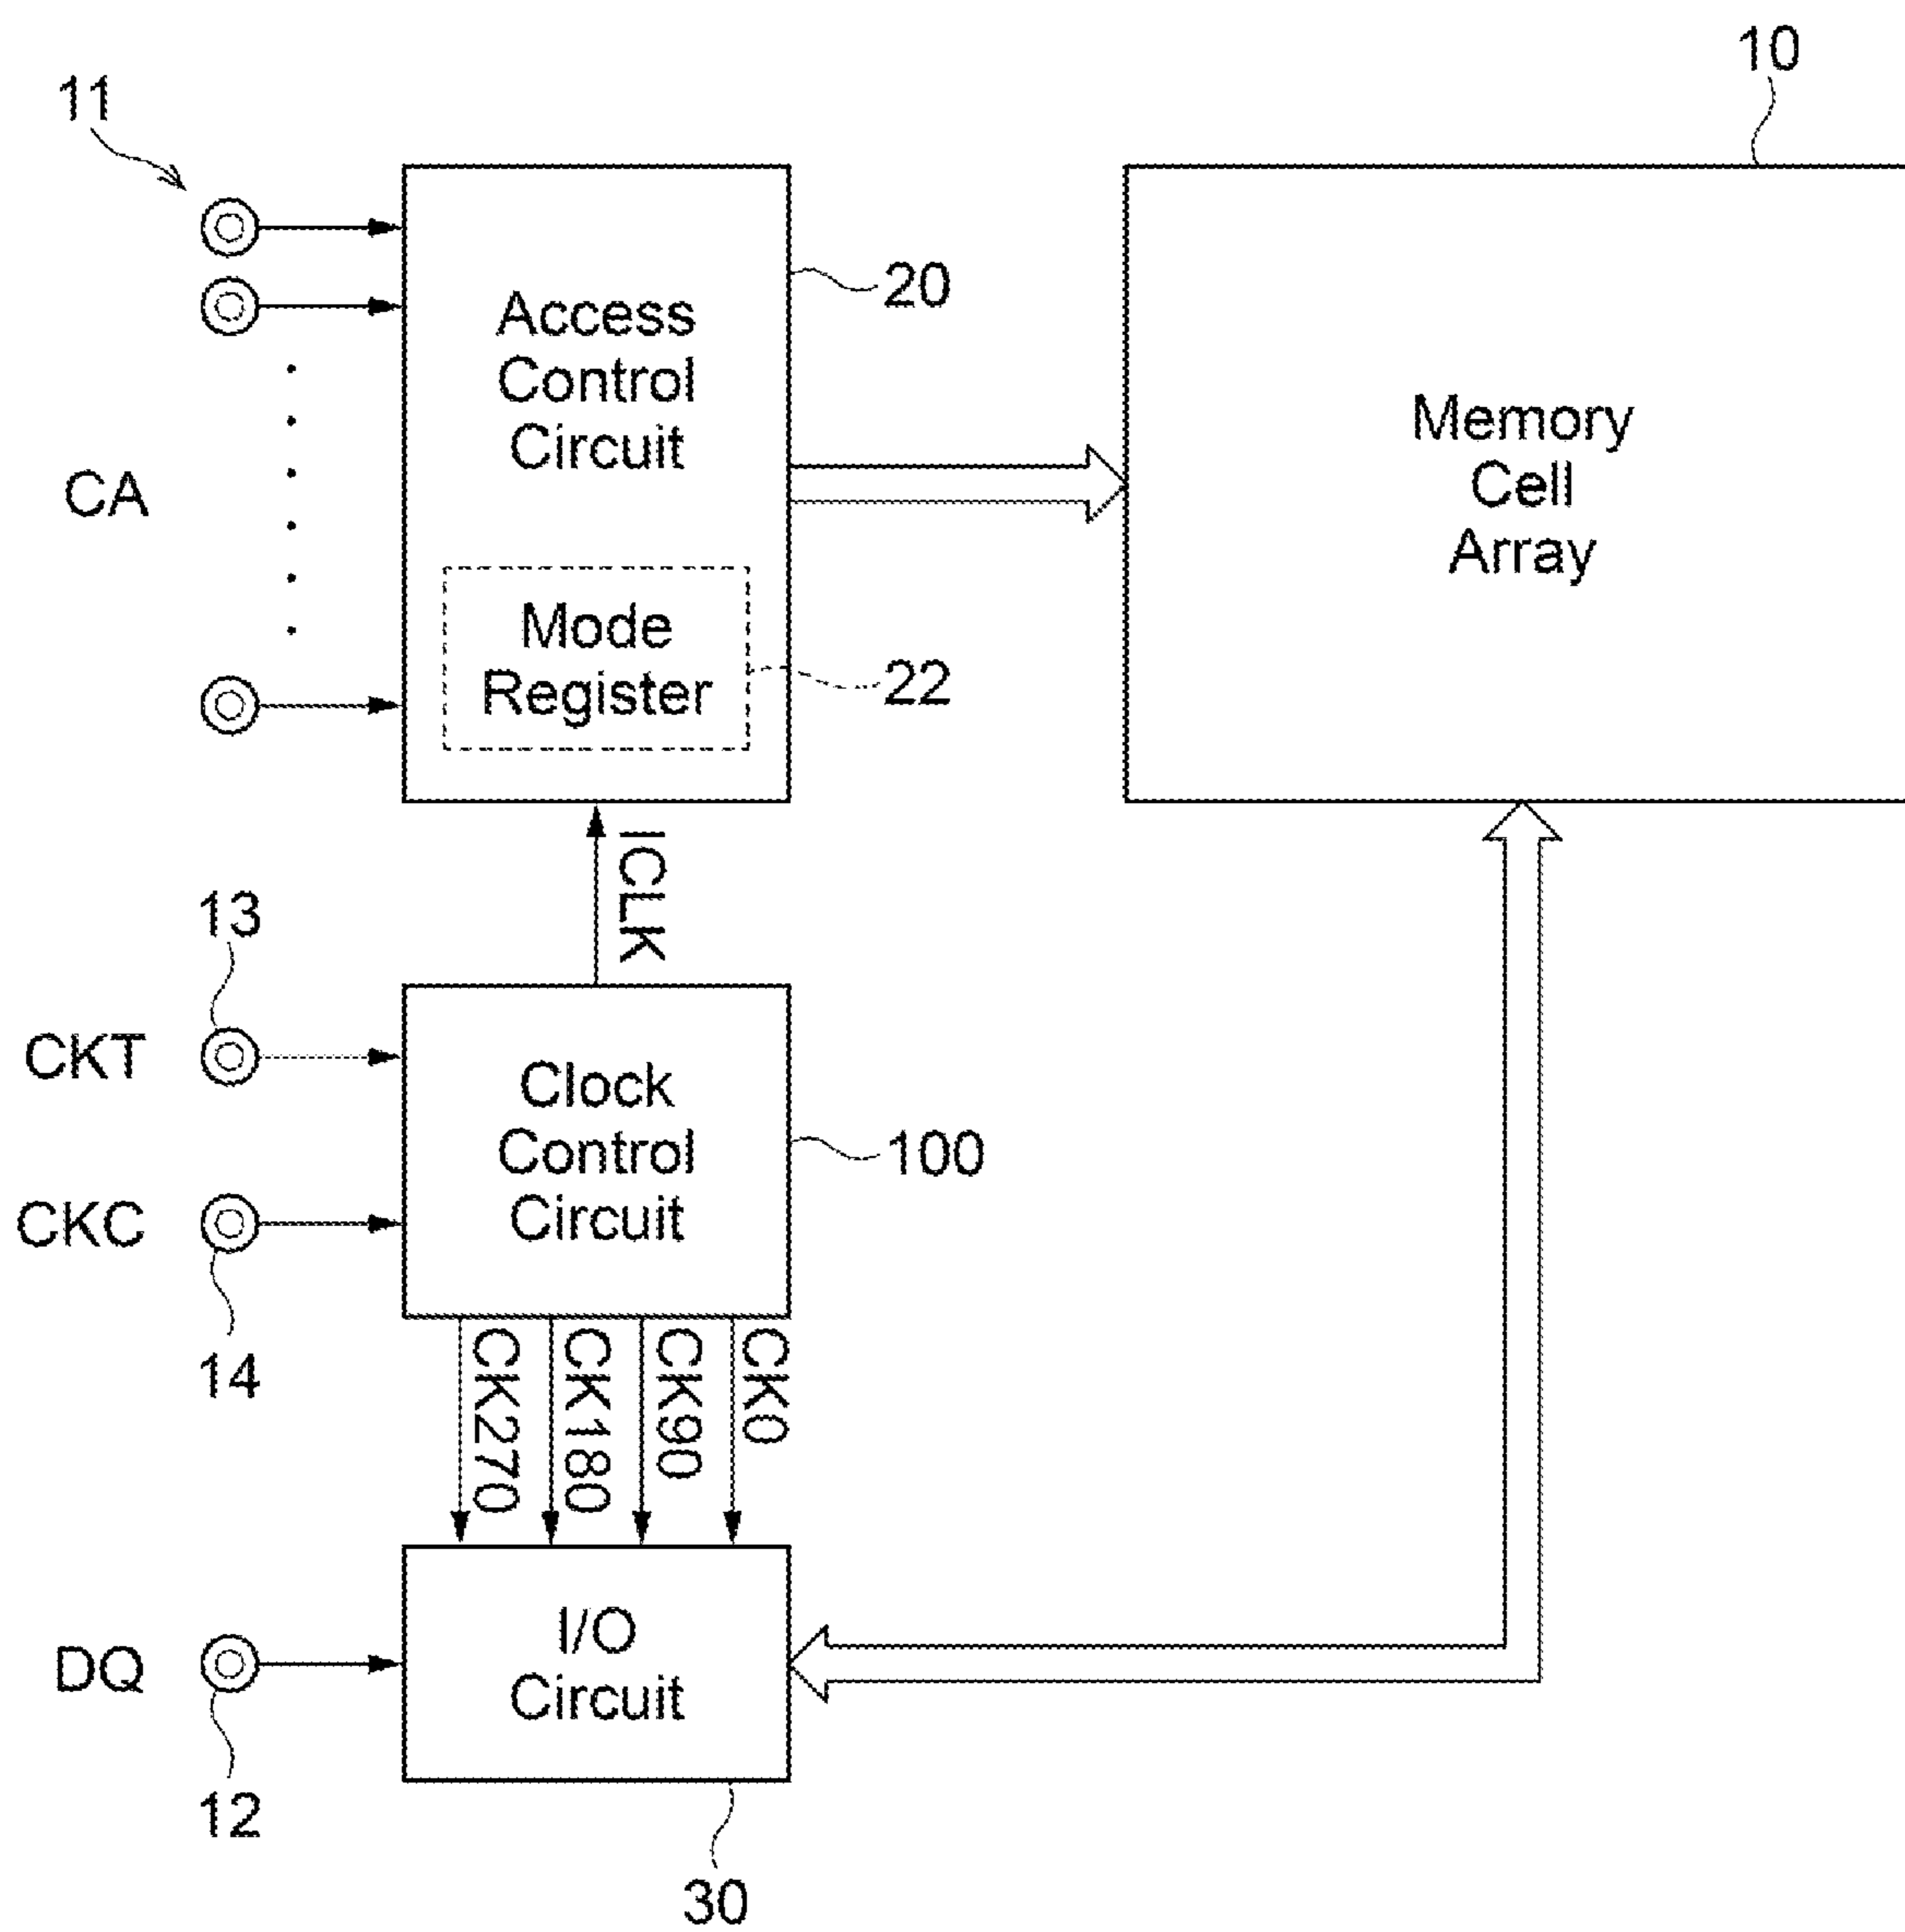 10
11
Access
Control
Circuit
20
Memory
Cell
Array
CA
Mode
Register
22
ICLK
13
CKT
Clock
Control
Circuit
100
CKC
14
CK270
CK180
CK90
CK0
I/O
Circuit
DQ
12
30